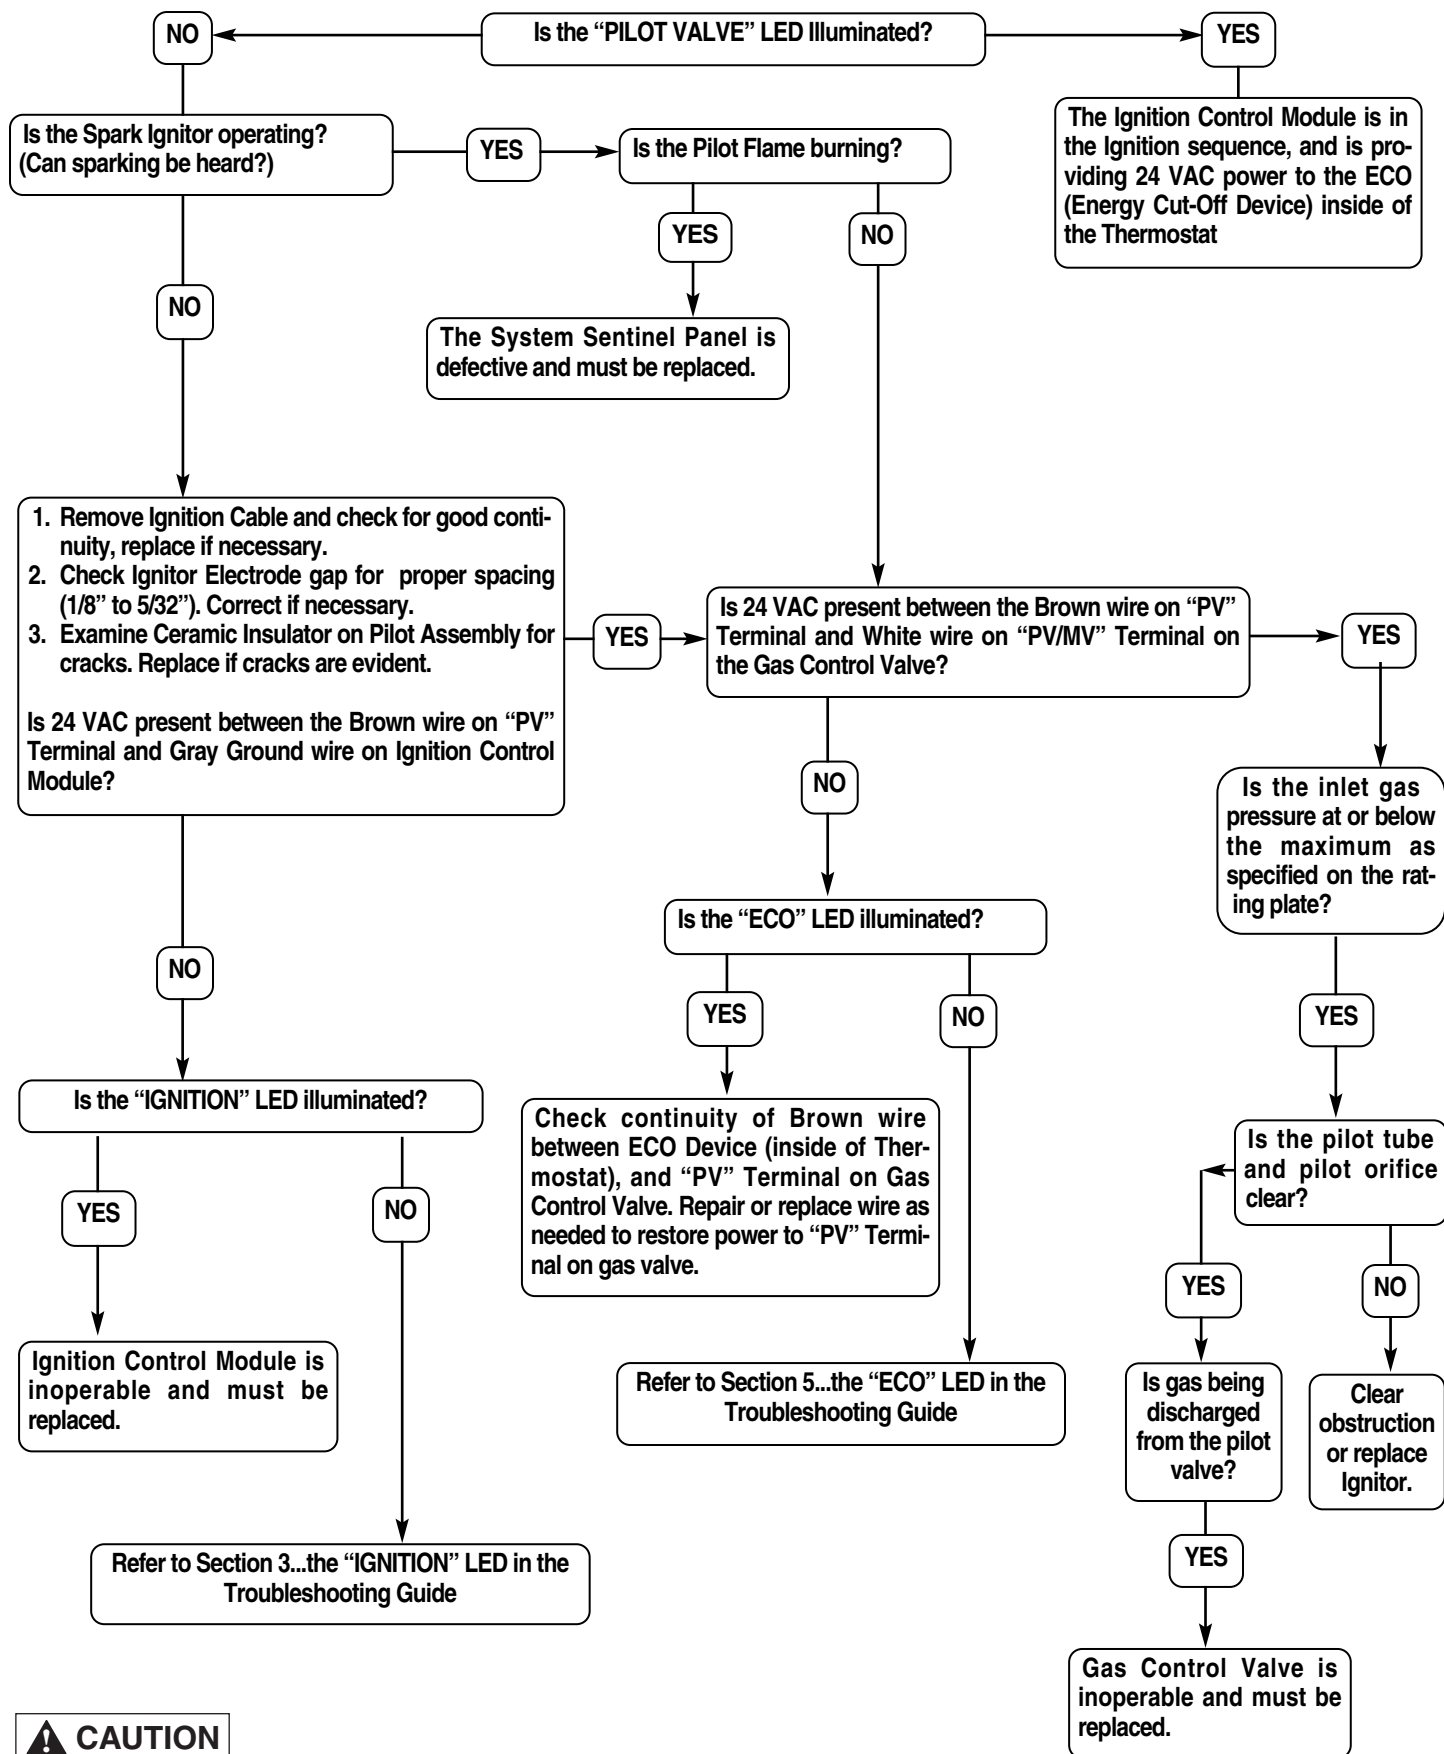 Is the “PILOT VALVE” LED Illuminated?
NO
YES
Is the Spark Ignitor operating?
(Can sparking be heard?)
YES
Is the Pilot Flame burning?
The Ignition Control Module is in
the Ignition sequence, and is pro-
viding 24 VAC power to the ECO
(Energy Cut-Off Device) inside of
the Thermostat
YES
NO
NO
The System Sentinel Panel is
defective and must be replaced.
1. Remove Ignition Cable and check for good conti-
nuity, replace if necessary.
2. Check Ignitor Electrode gap for proper spacing
(1/8” to 5/32”). Correct if necessary.
3. Examine Ceramic Insulator on Pilot Assembly for
cracks. Replace if cracks are evident.
Is 24 VAC present between the Brown wire on “PV”
Terminal and Gray Ground wire on Ignition Control
Module?
YES
Is 24 VAC present between the Brown wire on “PV”
Terminal and White wire on “PV/MV” Terminal on
the Gas Control Valve?
YES
NO
Is the inlet gas
pressure at or below
the maximum as
specified on the rat-
ing plate?
Is the “ECO” LED illuminated?
NO
YES
NO
YES
Is the “IGNITION” LED illuminated?
Check continuity of Brown wire
between ECO Device (inside of Ther-
mostat), and “PV” Terminal on Gas
Control Valve. Repair or replace wire as
needed to restore power to “PV” Termi-
nal on gas valve.
Is the pilot tube
and pilot orifice
clear?
YES
NO
YES
NO
Ignition Control Module is
inoperable and must be
replaced.
Refer to Section 5...the “ECO” LED in the
Troubleshooting Guide
Is gas being
discharged
from the pilot
valve?
Clear
obstruction
or replace
Ignitor.
Refer to Section 3...the “IGNITION” LED in the
Troubleshooting Guide
YES
Gas Control Valve is
inoperable and must be
replaced.
CAUTION